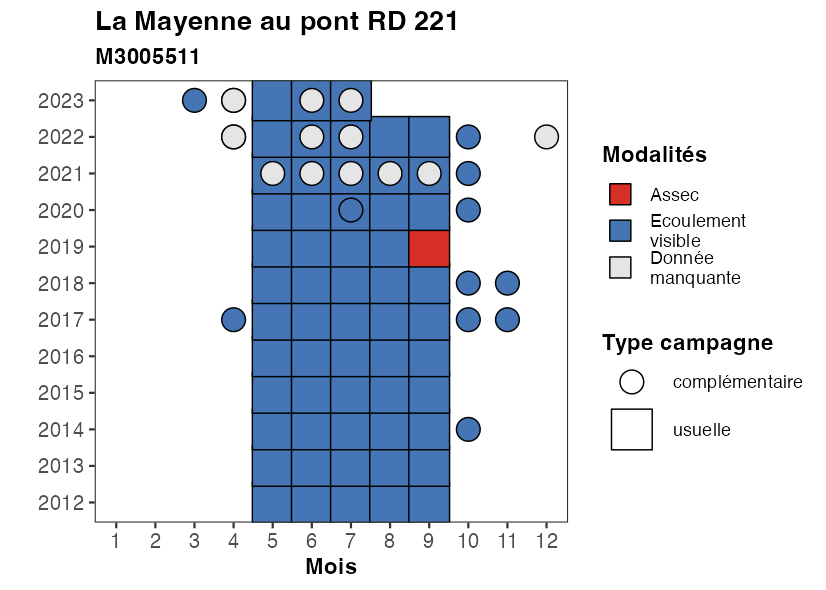 La Mayenne au pont RD 221
M3005511
2023
2022
2021
2020
2019
2018
2017
2016
2015
2014
2013
2012
1 2 3 4 5 6 7 8 9 10 11 12
Mois
Modalités
Assec
Ecoulement
visible
Donnée
manquante
Type campagne
complémentaire
usuelle